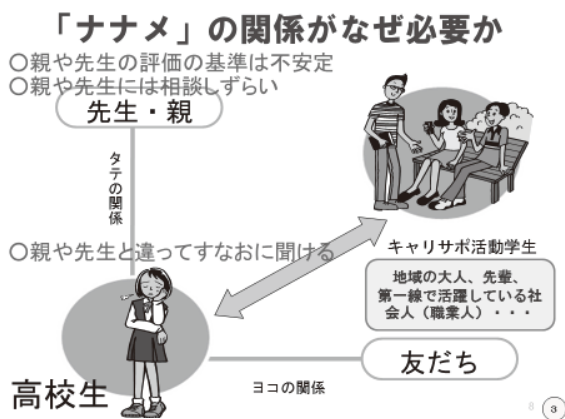 「ナナメ」の関係がなぜ必要か
○親や先生の評価の基準は不安定
○親や先生には相談しずらい
先生・親
タテの関係
○親や先生と違ってすなおに聞ける
キャリサポ活動学生
地域の大人、先輩、
第一線で活躍している社
会人（職業人）・・・
友だち
ヨコの関係
高校生
8
3